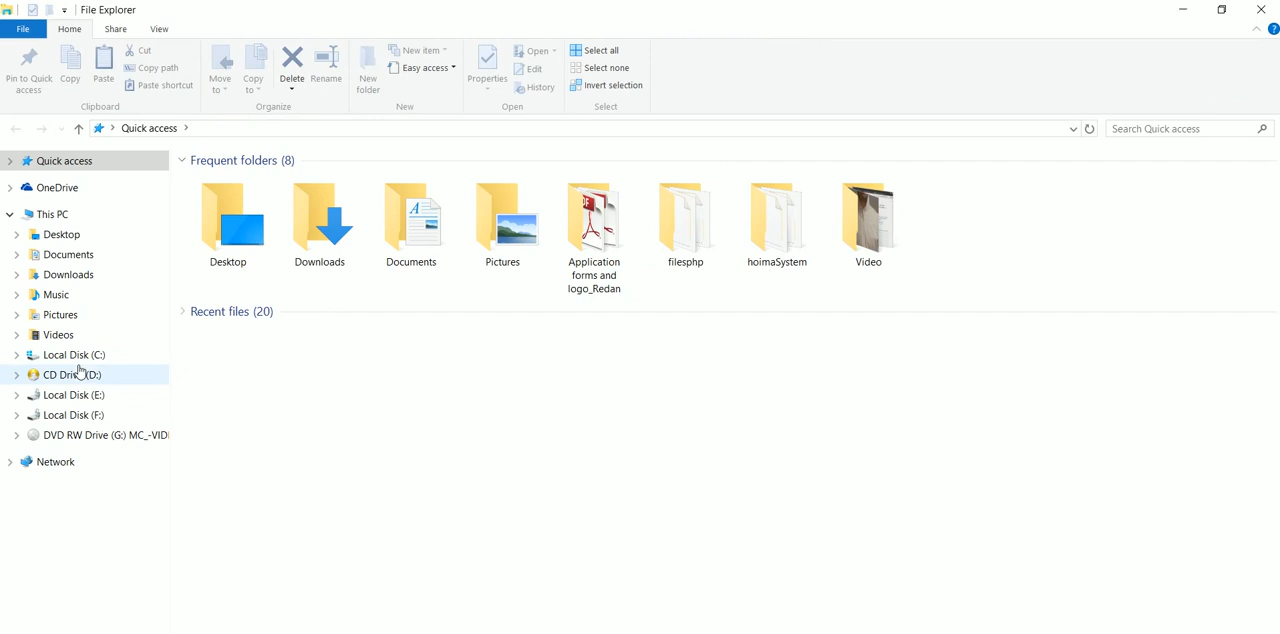 File Explorer
File
Home
Share
View
Pin to Quick access
Copy
Paste
Cut
Copy path
Paste shortcut
Clipboard
Move to
Copy to
Delete
Rename
Organize
New folder
New item
Easy access
New
Properties
Open
Edit
History
Open
Select all
Select none
Invert selection
Select
Quick access
Search Quick access
Quick access
OneDrive
This PC
Desktop
Documents
Downloads
Music
Pictures
Videos
Local Disk (C:)
CD Drive (D:)
Local Disk (E:)
Local Disk (F:)
DVD RW Drive (G:) MC_-VID
Network
Frequent folders (8)
Desktop
Downloads
Documents
Pictures
Application
forms and
logo_Redan
filesphp
hoimaSystem
Video
Recent files (20)